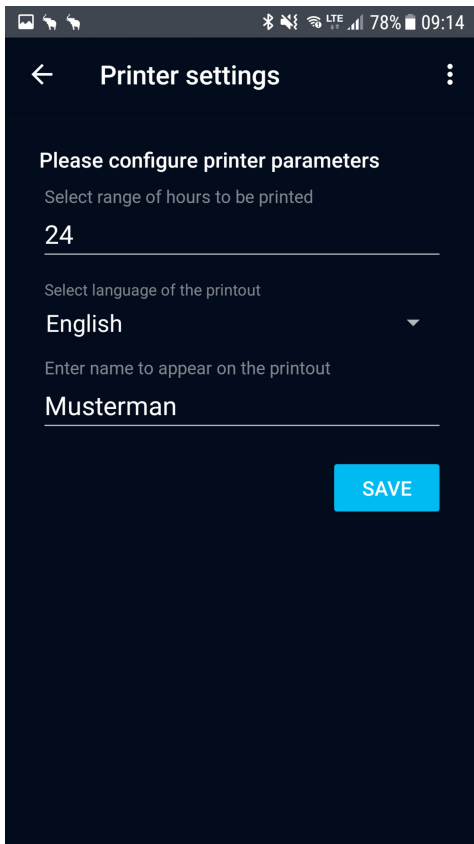 LTE 78% 09:14
Printer settings
Please configure printer parameters
Select range of hours to be printed
24
Select language of the printout
English
Enter name to appear on the printout
Musterman
SAVE